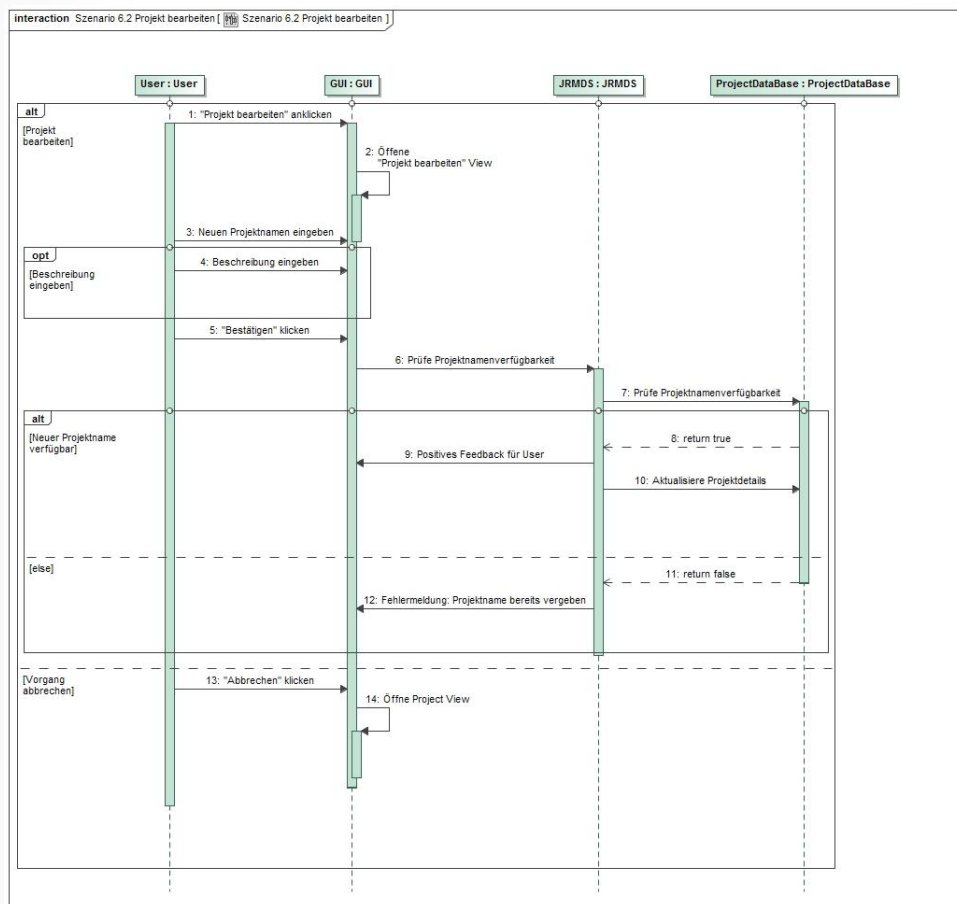 interaction Szenario 6.2 Projekt bearbeiten [ Szenario 6.2 Projekt bearbeiten ]
User : User
GUI : GUI
JRMDS : JRMDS
ProjectDataBase : ProjectDataBase
alt
[Projekt
bearbeiten]
1: "Projekt bearbeiten" anklicken
2: Öffene
"Projekt bearbeiten" View
3: Neuen Projektnamen eingeben
opt
[Beschreibung
eingeben]
4: Beschreibung eingeben
5: "Bestätigen" klicken
6: Prüfe Projektnamenverfügbarkeit
7: Prüfe Projektnamenverfügbarkeit
alt
[Neuer Projektname
verfügbar]
8: return true
9: Positives Feedback für User
10: Aktualisiere Projektdetails
[else]
11: return false
12: Fehlermeldung: Projektname bereits vergeben
[Vorgang
abbrechen]
13: "Abbrechen" klicken
14: Öffne Project View